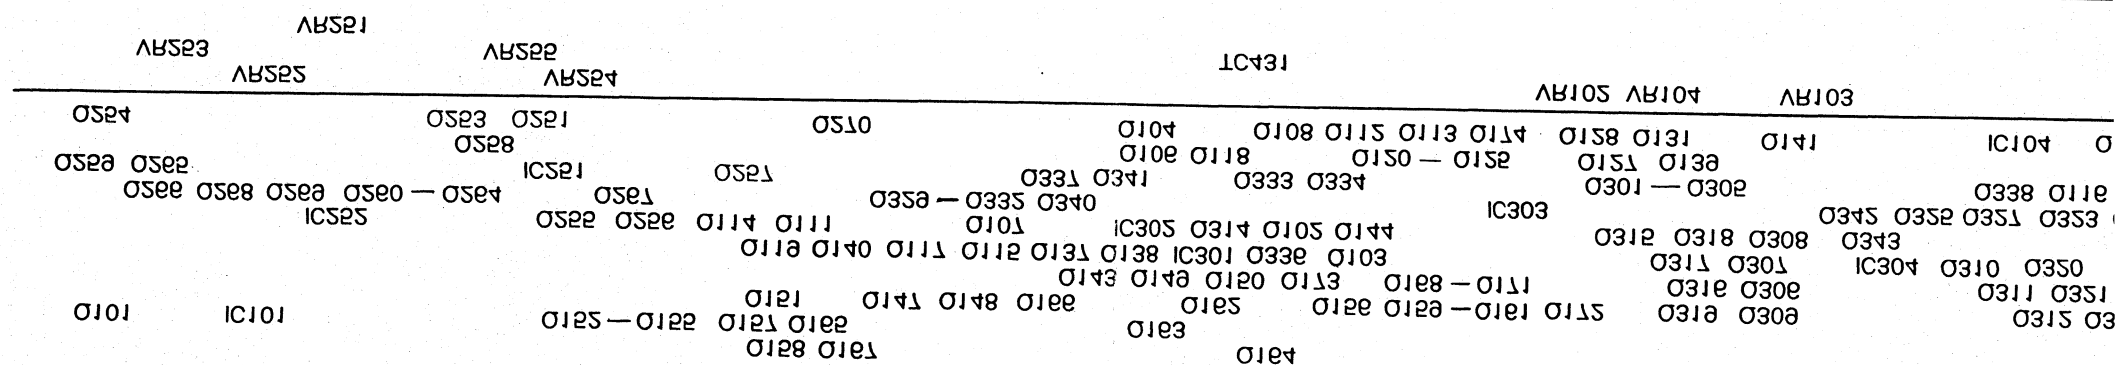 VR251
VR253 VR255 TC431
VR252 VR254 VR102 VR104 VR103
Q254 Q253 Q251 Q270 Q104 Q108 Q112 Q113 Q174 Q128 Q131 Q141 IC104
Q258 Q106 Q118 Q120 — Q125 Q127 Q139
Q259 Q265 IC251 Q257 Q337 Q341 Q333 Q334 Q301 — Q305 Q338 Q116
Q266 Q268 Q269 Q260 — Q264 Q267 Q329 — Q332 Q340 IC303 Q342 Q325 Q327 Q323
IC252 Q255 Q256 Q114 Q111 Q107 IC302 Q314 Q102 Q144 Q315 Q318 Q308 Q343
Q119 Q140 Q117 Q115 Q137 Q138 IC301 Q336 Q103 Q317 Q307 IC304 Q310 Q320
Q143 Q149 Q150 Q173 Q168 — Q171 Q316 Q306 Q311 Q321
Q101 IC101 Q151 Q147 Q148 Q166 Q162 Q156 Q159 — Q161 Q172 Q319 Q309 Q312
Q152 — Q155 Q157 Q165 Q163
Q158 Q167 Q164